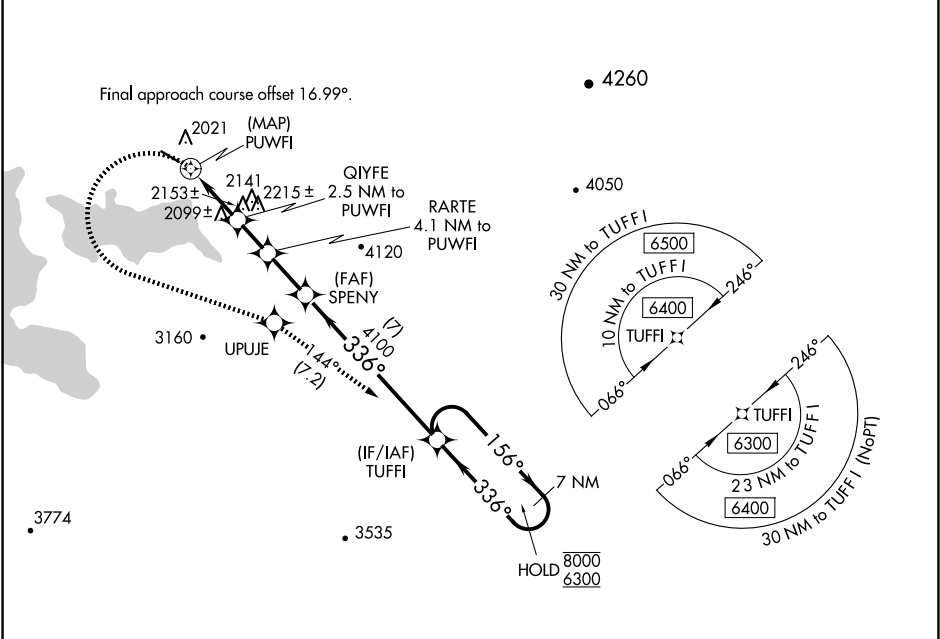 Final approach course offset 16.99°.
4260
2021
(MAP)
PUWFI
2153±
2141
2215±
2099±
QIYFE
2.5 NM to
PUWFI
RARTE
4.1 NM to
PUWFI
4050
4120
(FAF)
SPENY
3160
UPUJE
144°
(7.2)
(7)
4100
336°
(IF/IAF)
TUFFI
156°
336°
7 NM
HOLD 8000
6300
3774
3535
30 NM to TUFFI
6500
10 NM to TUFFI
6400
246°
TUFFI
066°
246°
TUFFI
066°
6300
23 NM to TUFFI
6400
30 NM to TUFFI (NoPT)